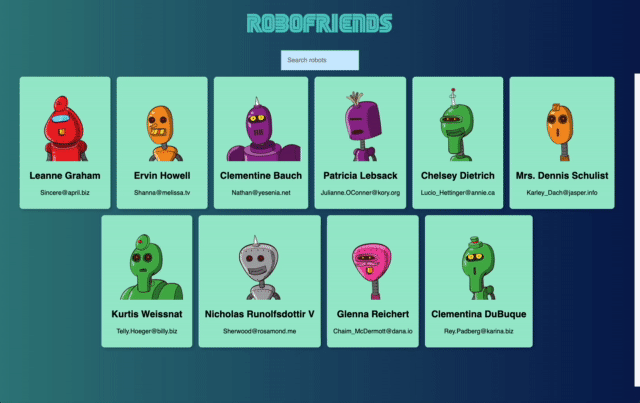 ROBOFRIENDS
Search robots
Leanne Graham
Sincere@april.biz
Ervin Howell
Shanna@melissa.tv
Clementine Bauch
Nathan@yesenia.net
Patricia Lebsack
Julianne.OConner@kory.org
Chelsey Dietrich
Lucio_Hettinger@annie.ca
Mrs. Dennis Schulist
Karley_Dach@jasper.info
Kurtis Weissnat
Telly.Hoeger@billy.biz
Nicholas Runolfsdottir V
Sherwood@rosamond.me
Glenna Reichert
Chaim_McDermott@dana.io
Clementina DuBuque
Rey.Padberg@karina.biz